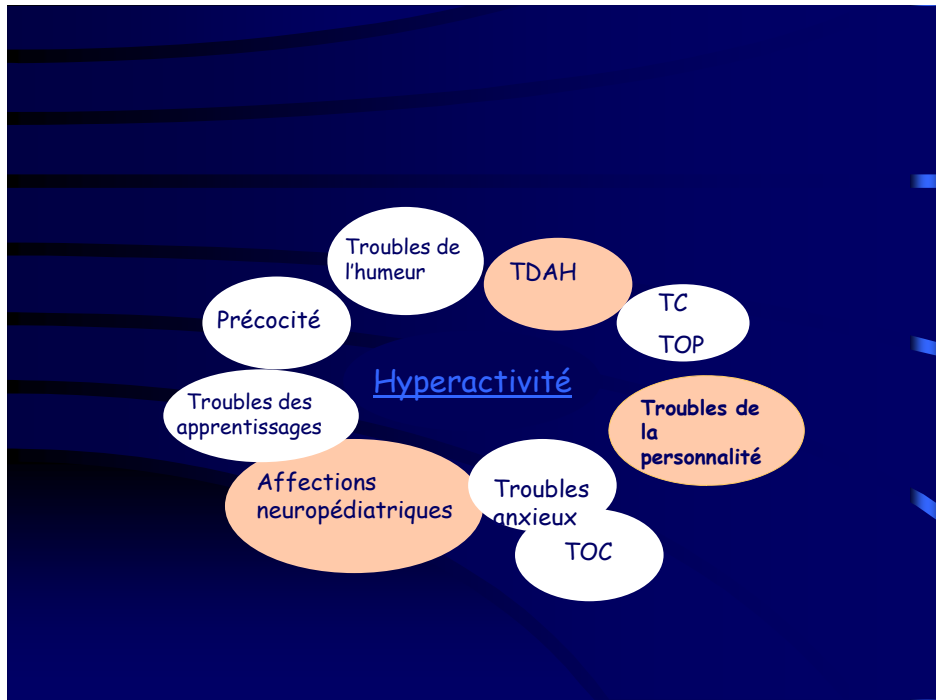 Troubles de
l'humeur
TDAH
TC
TOP
Précocité
Hyperactivité
Troubles des
apprentissages
Troubles de
la
personnalité
Affections
neuropédiatriques
Troubles
anxieux
TOC